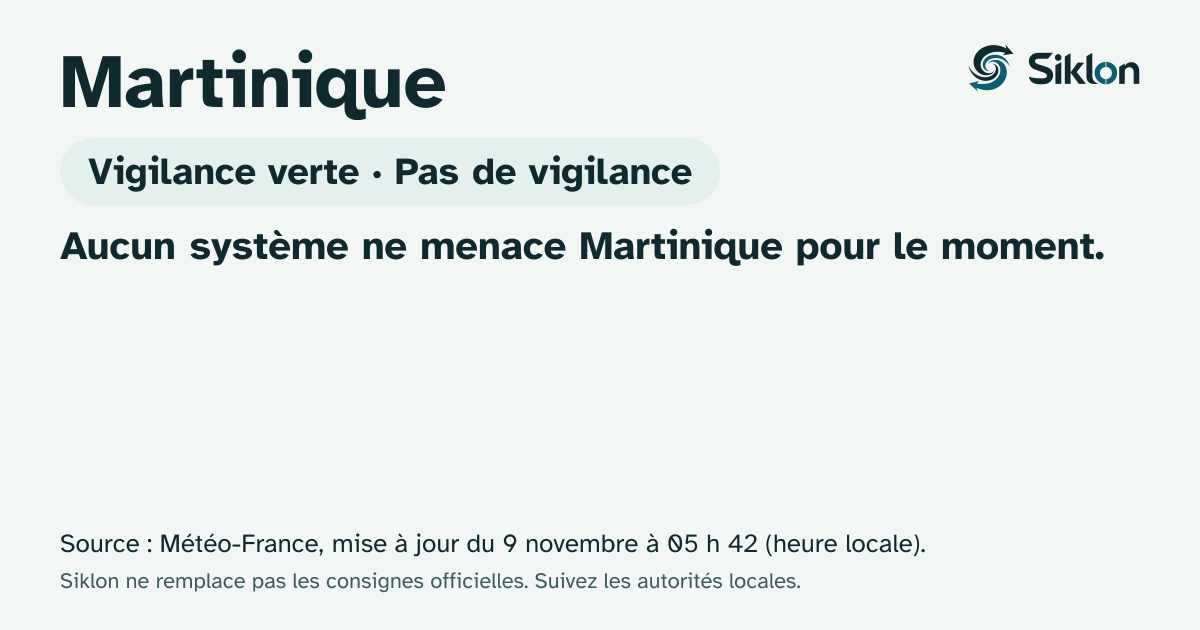 Martinique
Siklon
Vigilance verte · Pas de vigilance
Aucun système ne menace Martinique pour le moment.
Source : Météo-France, mise à jour du 9 novembre à 05 h 42 (heure locale).
Siklon ne remplace pas les consignes officielles. Suivez les autorités locales.